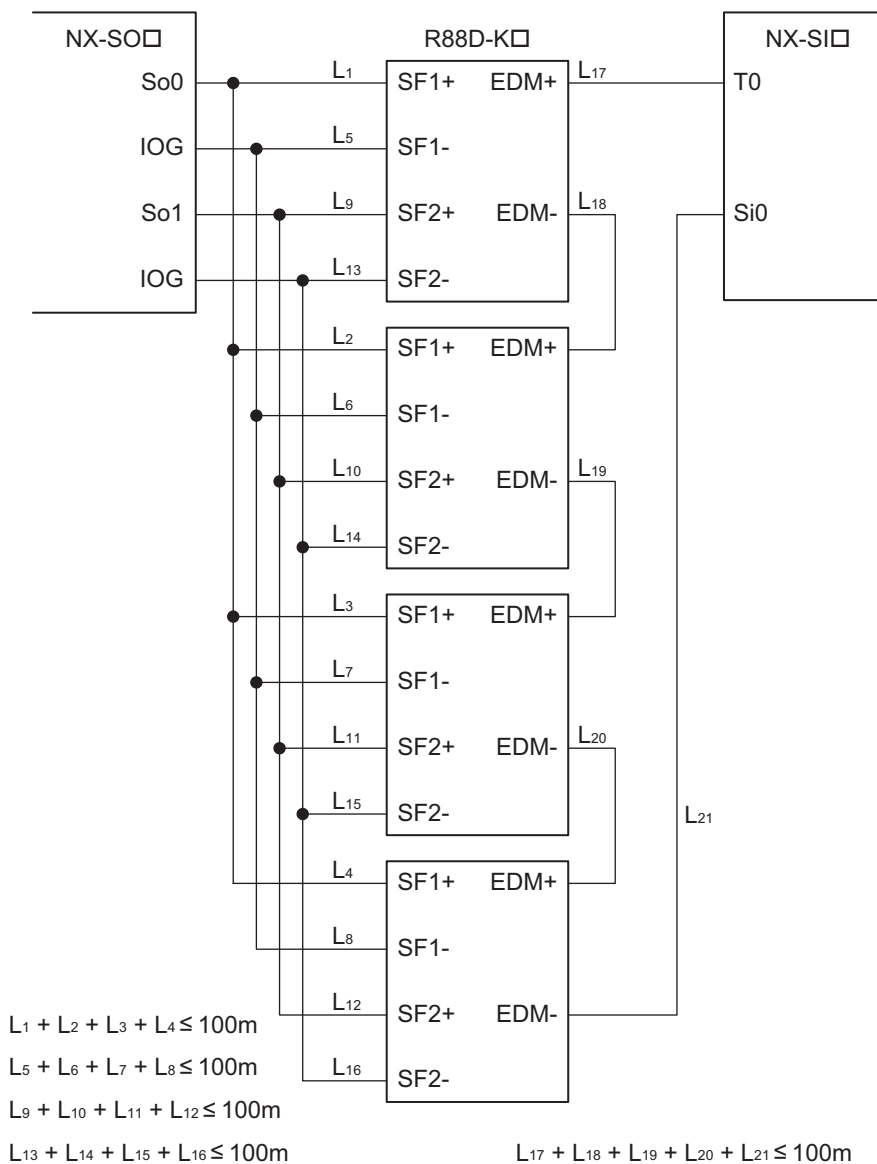 NX-SO□ R88D-K□ NX-SI□
So0 L1 SF1+ EDM+ L17 T0
IOG L5 SF1-
So1 L9 SF2+ EDM- L18 Si0
IOG L13 SF2-
L2 SF1+ EDM+
L6 SF1-
L10 SF2+ EDM- L19
L14 SF2-
L3 SF1+ EDM+
L7 SF1-
L11 SF2+ EDM- L20
L15 SF2-
L21
L4 SF1+ EDM+
L8 SF1-
L12 SF2+ EDM-
L16 SF2-
L1 + L2 + L3 + L4 ≤ 100m
L5 + L6 + L7 + L8 ≤ 100m
L9 + L10 + L11 + L12 ≤ 100m
L13 + L14 + L15 + L16 ≤ 100m
L17 + L18 + L19 + L20 + L21 ≤ 100m